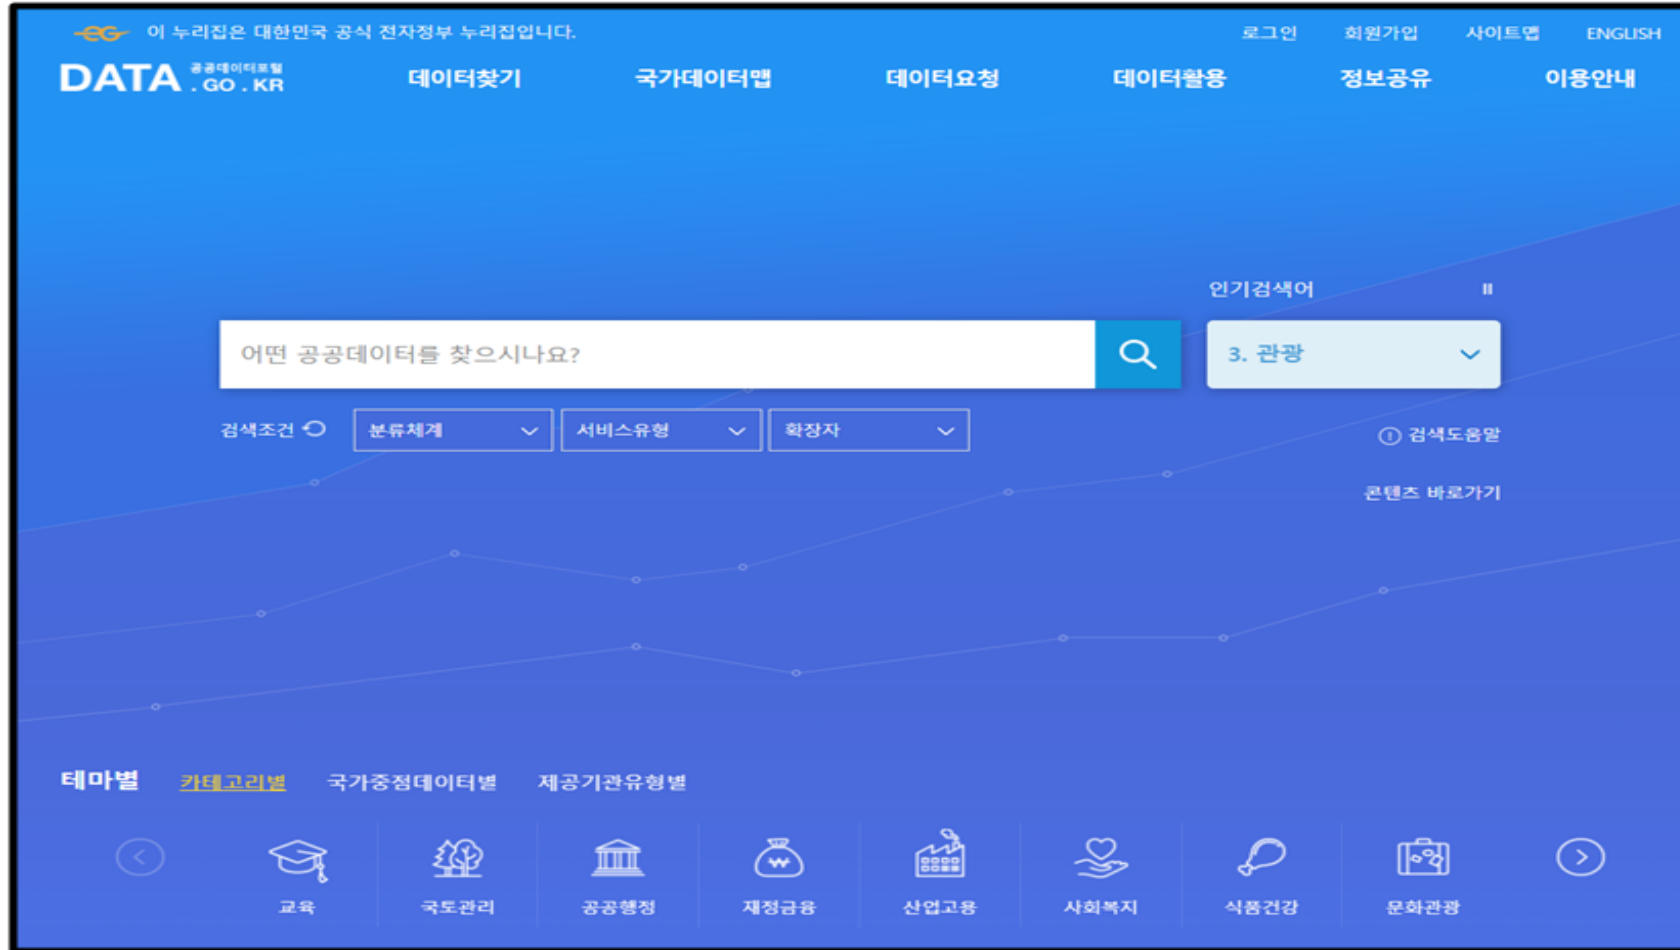 이 누리집은 대한민국 공식 전자정부 누리집입니다.
로그인 회원가입 사이트맵 ENGLISH
DATA 공공데이터포털 .GO.KR
데이터찾기 국가데이터맵 데이터요청 데이터활용 정보공유 이용안내
인기검색어
어떤 공공데이터를 찾으시나요?
3. 관광
검색조건 분류체계 서비스유형 확장자
검색도움말
콘텐츠 바로가기
테마별 카테고리별 국가중점데이터별 제공기관유형별
교육 국토관리 공공행정 재정금융 산업고용 사회복지 식품건강 문화관광